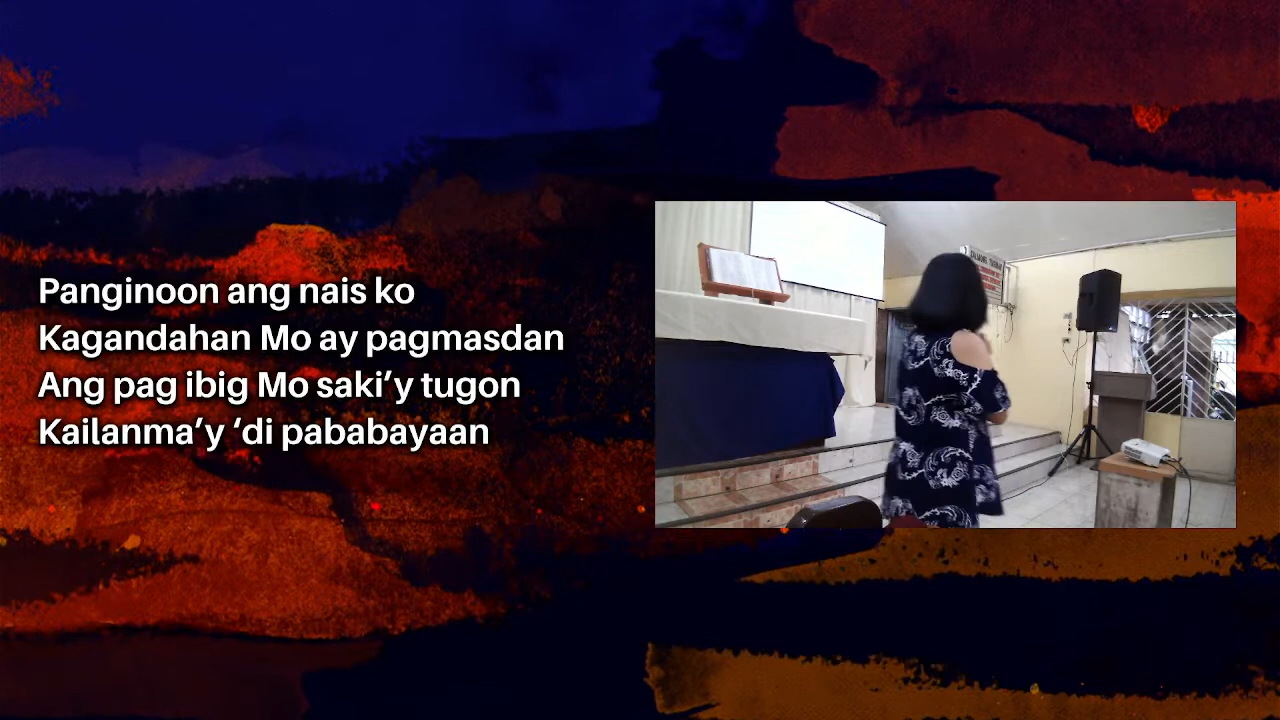 Panginoon ang nais ko
Kagandahan Mo ay pagmasdan
Ang pag ibig Mo saki’y tugon
Kailanma’y ‘di pababayaan